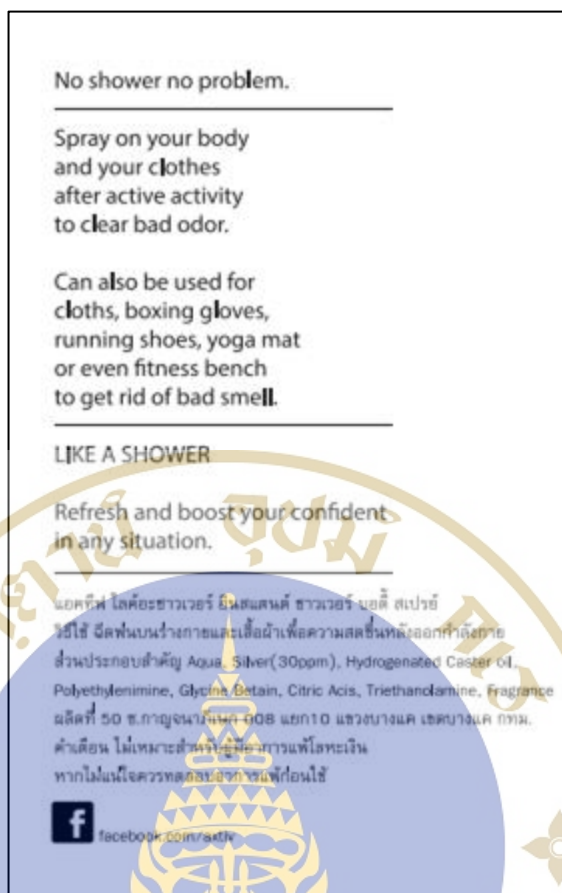 No shower no problem.
Spray on your body
and your clothes
after active activity
to clear bad odor.
Can also be used for
cloths, boxing gloves,
running shoes, yoga mat
or even fitness bench
to get rid of bad smell.
LIKE A SHOWER
Refresh and boost your confident
in any situation.
แอคทีฟ ไลค์อะชาวเวอร์ อินสแตนต์ ชาวเวอร์ บอดี้ สเปรย์
วิธีใช้ ฉีดพ่นบนร่างกายและเสื้อผ้าเพื่อความสดชื่นหลังออกกำลังกาย
ส่วนประกอบสำคัญ Aqua, Silver(30ppm), Hydrogenated Caster oil,
Polyethylenimine, Glycine Betain, Citric Acis, Triethanolamine, Fragrance
ผลิตที่ 50 ซ.กาญจนาภิเษก 008 แยก10 แขวงบางแค เขตบางแค กทม.
คำเตือน ไม่เหมาะสำหรับผู้มีอาการแพ้โลหะเงิน
หากไม่แน่ใจควรทดสอบอาการแพ้ก่อนใช้
facebook.com/axtiv